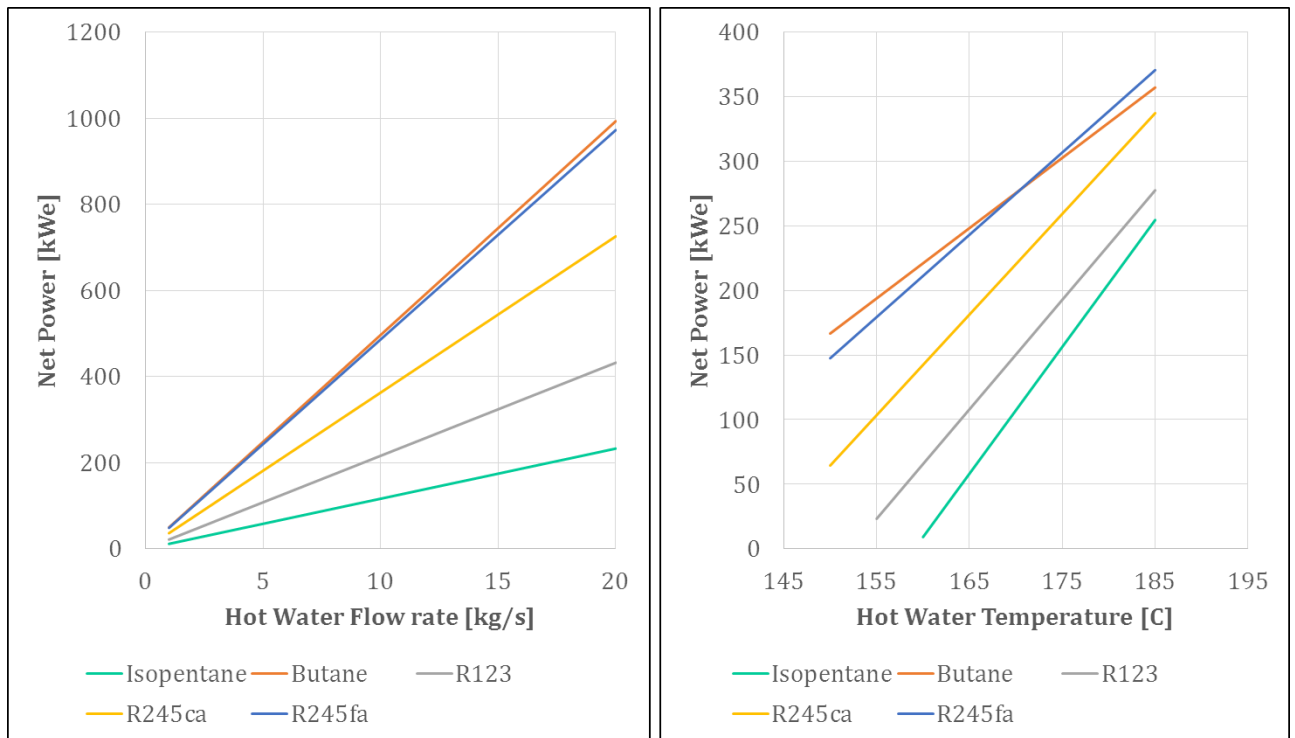 1200
1000
800
600
400
200
0
Net Power [kWe]
0 5 10 15 20
Hot Water Flow rate [kg/s]
Isopentane Butane R123
R245ca R245fa
400
350
300
250
200
150
100
50
0
Net Power [kWe]
145 155 165 175 185 195
Hot Water Temperature [C]
Isopentane Butane R123
R245ca R245fa